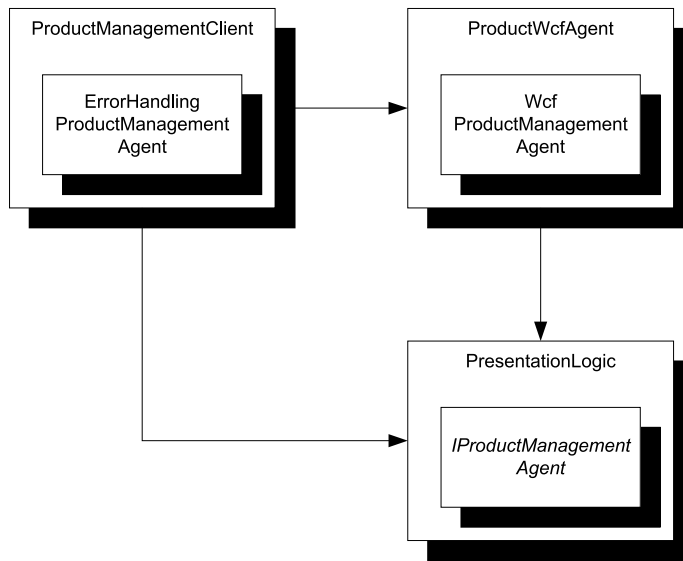 ProductManagementClient
ErrorHandling
ProductManagement
Agent
ProductWcfAgent
Wcf
ProductManagement
Agent
PresentationLogic
IProductManagement
Agent